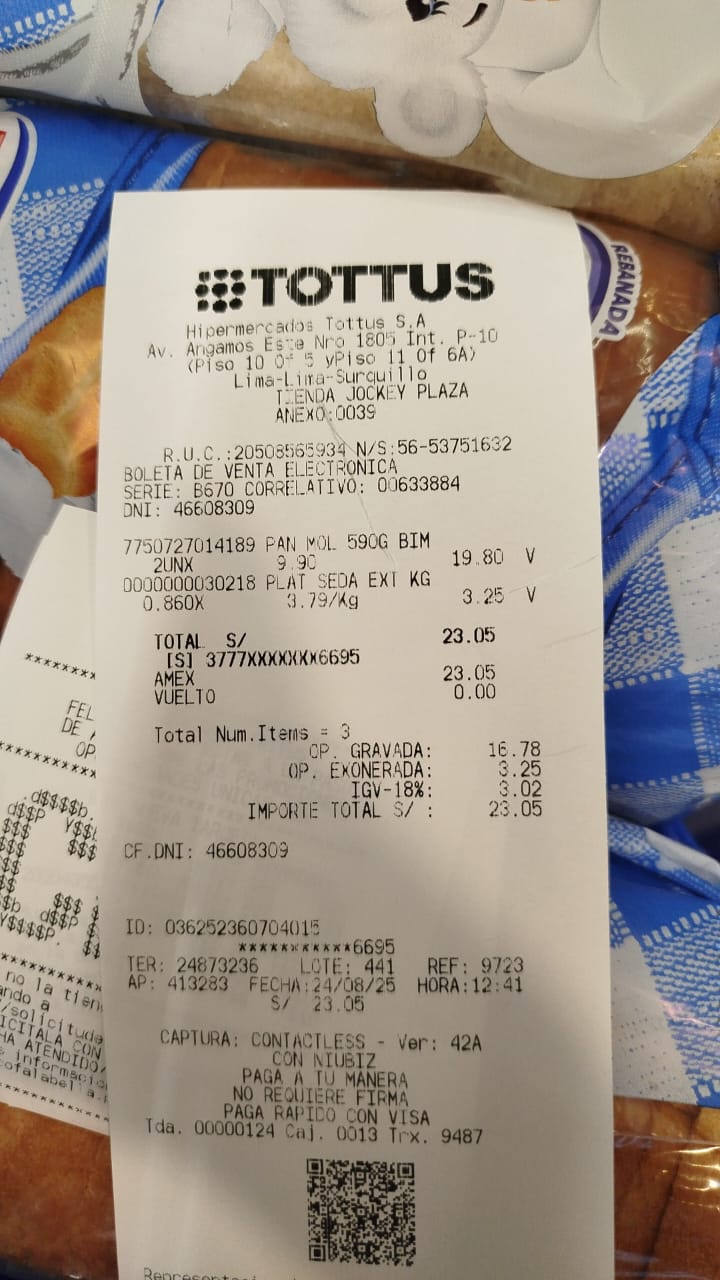 REBANADA
TOTTUS
Hipermercados Tottus S.A
Av. Angamos Este Nro 1805 Int. P-10
(Piso 10 Of 5 yPiso 11 Of 6A)
Lima-Lima-Surquillo
TIENDA JOCKEY PLAZA
ANEXO:0039
R.U.C.:20508565934 N/S:56-53751632
BOLETA DE VENTA ELECTRONICA
SERIE: B670 CORRELATIVO: 00633884
DNI: 46608309
7750727014189 PAN MOL 590G BIM
2UNX 9.90 19.80 V
0000000030218 PLAT SEDA EXT KG
0.860X 3.79/Kg 3.25 V
TOTAL S/ 23.05
[S] 3777XXXXXXX6695
AMEX 23.05
VUELTO 0.00
Total Num.Items = 3
OP. GRAVADA: 16.78
OP. EXONERADA: 3.25
IGV-18%: 3.02
IMPORTE TOTAL S/ : 23.05
CF.DNI: 46608309
ID: 036252360704015
***********6695
TER: 24873236 LOTE: 441 REF: 9723
AP: 413283 FECHA:24/08/25 HORA:12:41
S/ 23.05
CAPTURA: CONTACTLESS - Ver: 42A
CON NIUBIZ
PAGA A TU MANERA
NO REQUIERE FIRMA
PAGA RAPIDO CON VISA
Tda. 00000124 Caj. 0013 Trx. 9487
FEL
DE
OP
no la tien
ando a
/solicitude
ICITALA CON
HA ATENDIDO/
informacio
ofalabella.